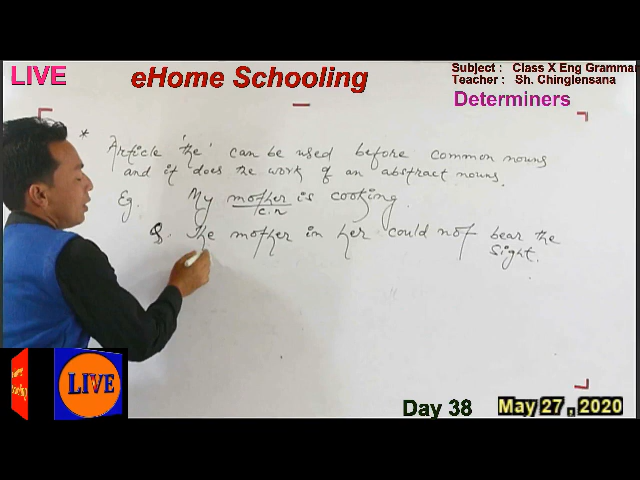 LIVE
eHome Schooling
Subject : Class X Eng Grammar
Teacher : Sh. Chinglensana
Determiners
* Article 'the' can be used before common nouns
and it does the work of an abstract nouns.
Eg. My mother is cooking.
c.n
Q. The mother in her could not bear the
sight.
LIVE
Day 38
May 27 , 2020